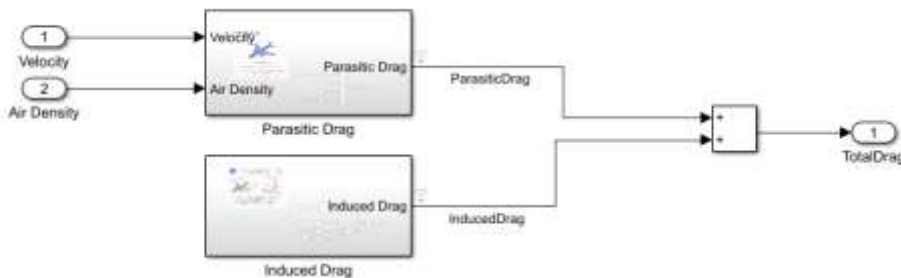 1
Velocity
2
Air Density
Velocity
Air Density
Parasitic Drag
Parasitic Drag
ParasiticDrag
Induced Drag
Induced Drag
InducedDrag
+
+
1
TotalDrag